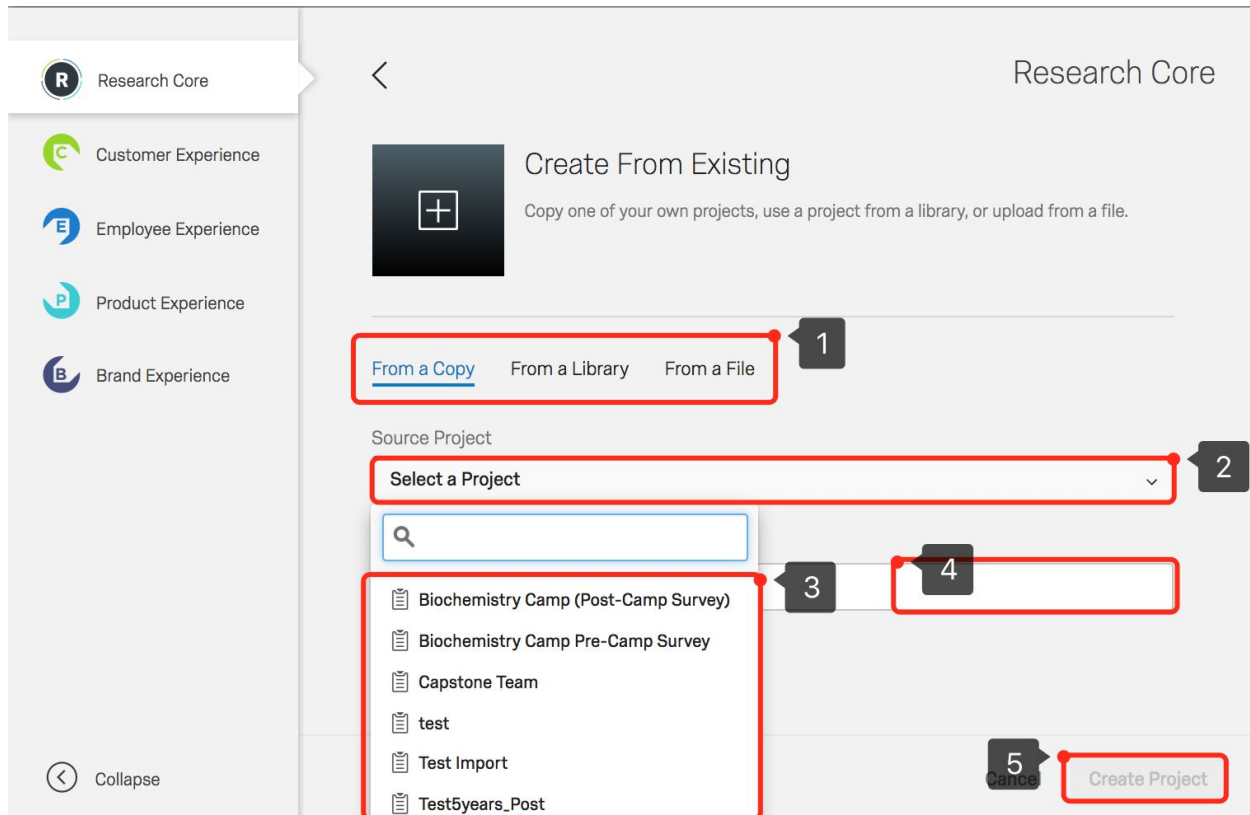 R Research Core
Research Core
C Customer Experience
Create From Existing
Copy one of your own projects, use a project from a library, or upload from a file.
E Employee Experience
P Product Experience
1
From a Copy From a Library From a File
B Brand Experience
Source Project
Select a Project
2
3
4
Biochemistry Camp (Post-Camp Survey)
Biochemistry Camp Pre-Camp Survey
Capstone Team
test
Test Import
Test5years_Post
5
Collapse
Cancel Create Project